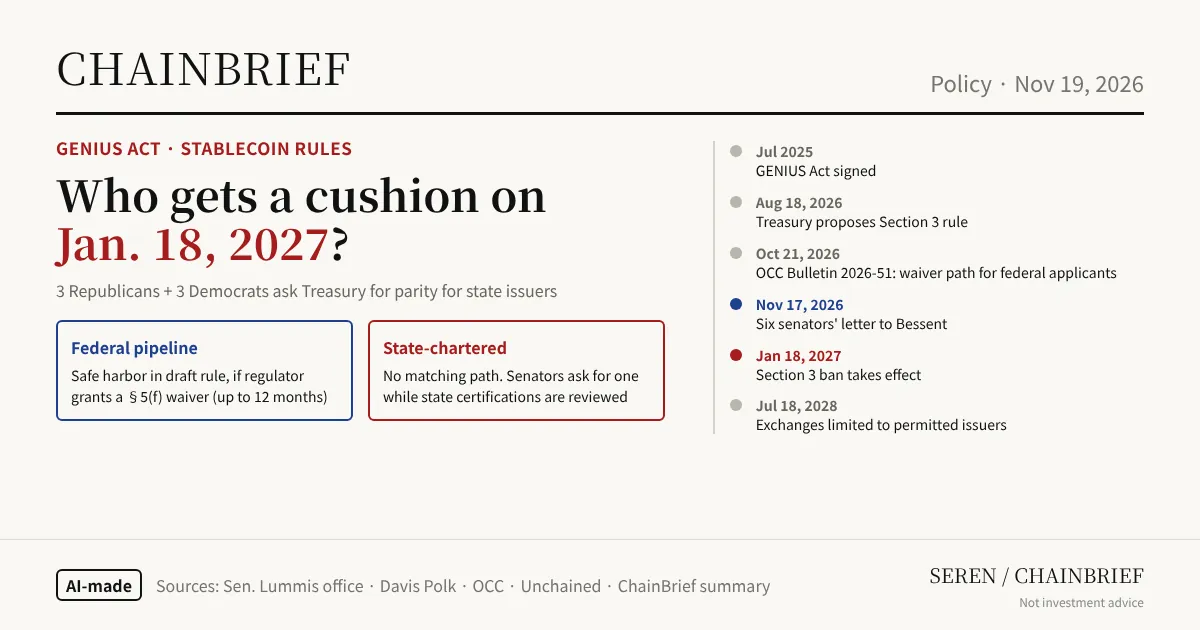 CHAINBRIEF
Policy · Nov 19, 2026
GENIUS ACT · STABLECOIN RULES
Who gets a cushion on
Jan. 18, 2027?
3 Republicans + 3 Democrats ask Treasury for parity for state issuers
Federal pipeline
Safe harbor in draft rule, if regulator
grants a § 5(f) waiver (up to 12 months)
State-chartered
No matching path. Senators ask for one
while state certifications are reviewed
Jul 2025
GENIUS Act signed
Aug 18, 2026
Treasury proposes Section 3 rule
Oct 21, 2026
OCC Bulletin 2026-51: waiver path for federal applicants
Nov 17, 2026
Six senators' letter to Bessent
Jan 18, 2027
Section 3 ban takes effect
Jul 18, 2028
Exchanges limited to permitted issuers
AI-made
Sources: Sen. Lummis office · Davis Polk · OCC · Unchained · ChainBrief summary
SEREN / CHAINBRIEF
Not investment advice